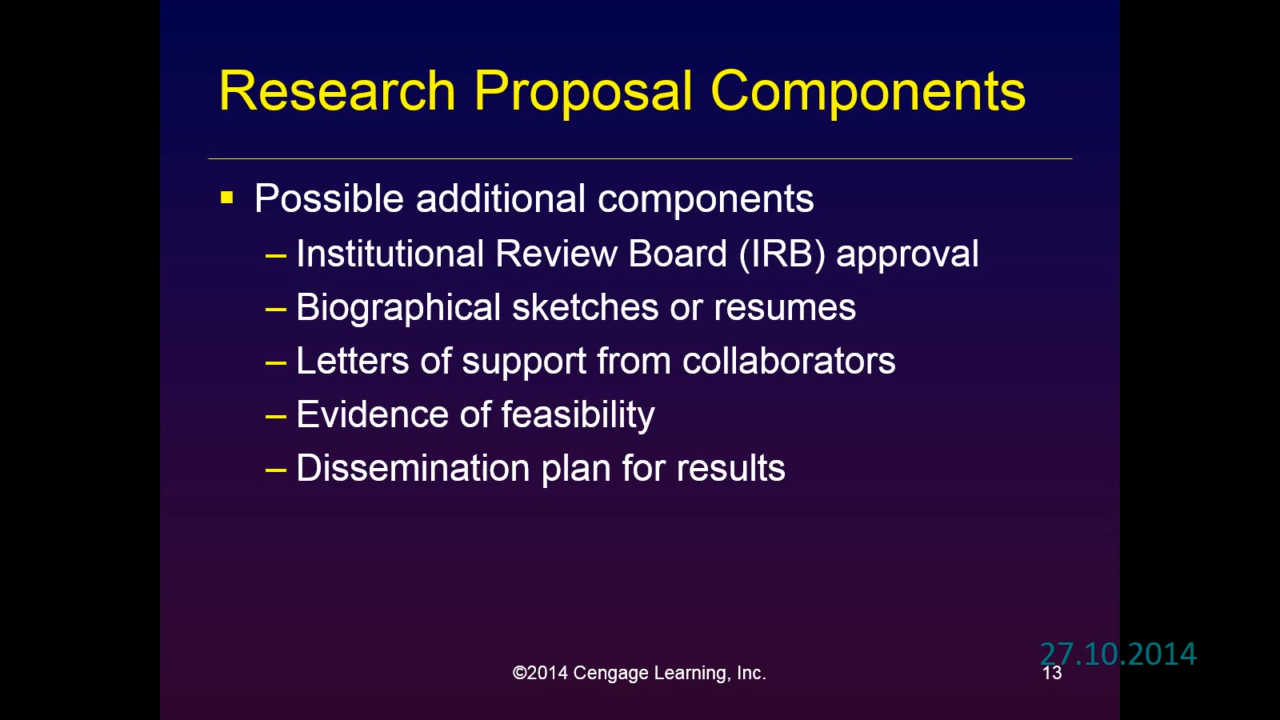 Research Proposal Components
▪ Possible additional components
– Institutional Review Board (IRB) approval
– Biographical sketches or resumes
– Letters of support from collaborators
– Evidence of feasibility
– Dissemination plan for results
27.10.2014
©2014 Cengage Learning, Inc.
13